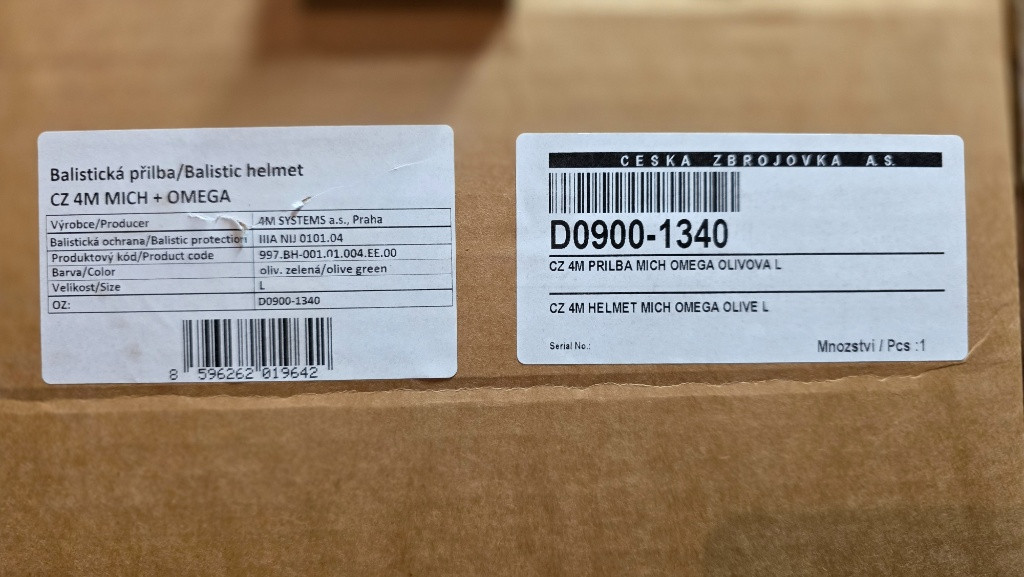 Balistická přilba/Balistic helmet
CZ 4M MICH + OMEGA
Výrobce/Producer 4M SYSTEMS a.s., Praha
Balistická ochrana/Balistic protection IIIA NIJ 0101.04
Produktový kód/Product code 997.BH-001.01.004.EE.00
Barva/Color oliv. zelená/olive green
Velikost/Size L
OZ: D0900-1340
8 596262 019642
CESKA ZBROJOVKA A.S.
D0900-1340
CZ 4M PRILBA MICH OMEGA OLIVOVA L
CZ 4M HELMET MICH OMEGA OLIVE L
Serial No.:
Mnozstvi / Pcs :1